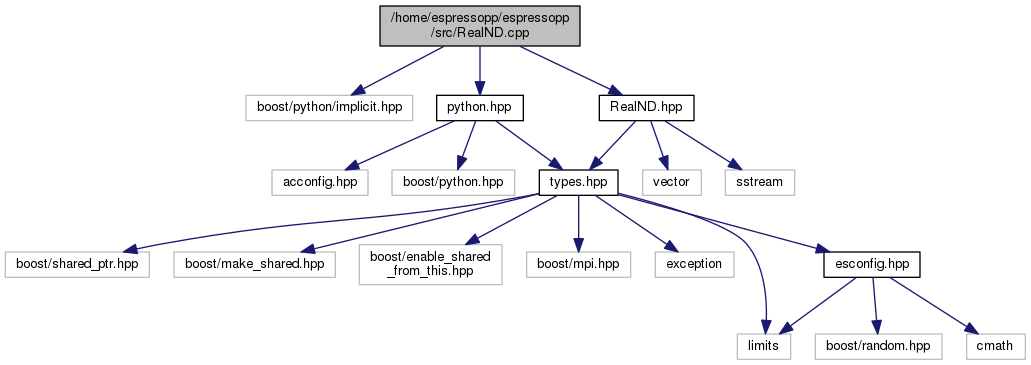 /home/espressopp/espressopp
/src/RealND.cpp
boost/python/implicit.hpp
python.hpp
RealND.hpp
acconfig.hpp
boost/python.hpp
types.hpp
vector
sstream
boost/shared_ptr.hpp
boost/make_shared.hpp
boost/enable_shared
_from_this.hpp
boost/mpi.hpp
exception
esconfig.hpp
limits
boost/random.hpp
cmath